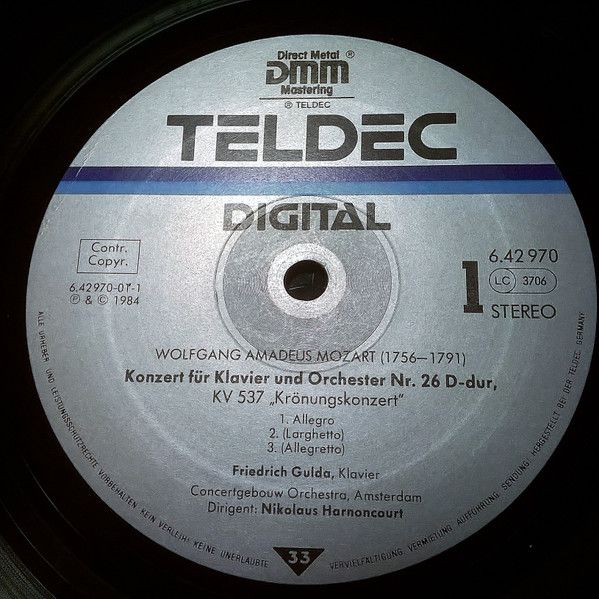 Direct Metal ®
DMM
Mastering
® TELDEC
TELDEC
DIGITAL
Contr.
Copyr.
6.42970-01-1
℗ & © 1984
6.42 970
LC 3706
1
STEREO
WOLFGANG AMADEUS MOZART (1756–1791)
Konzert für Klavier und Orchester Nr. 26 D-dur,
KV 537 „Krönungskonzert“
1. Allegro
2. (Larghetto)
3. (Allegretto)
Friedrich Gulda, Klavier
Concertgebouw Orchestra, Amsterdam
Dirigent: Nikolaus Harnoncourt
33
ALLE URHEBER- UND LEISTUNGSSCHUTZRECHTE VORBEHALTEN. KEIN VERLEIH! KEINE UNERLAUBTE VERVIELFÄLTIGUNG, VERMIETUNG, AUFFÜHRUNG, SENDUNG! HERGESTELLT BEI DER TELDEC GERMANY